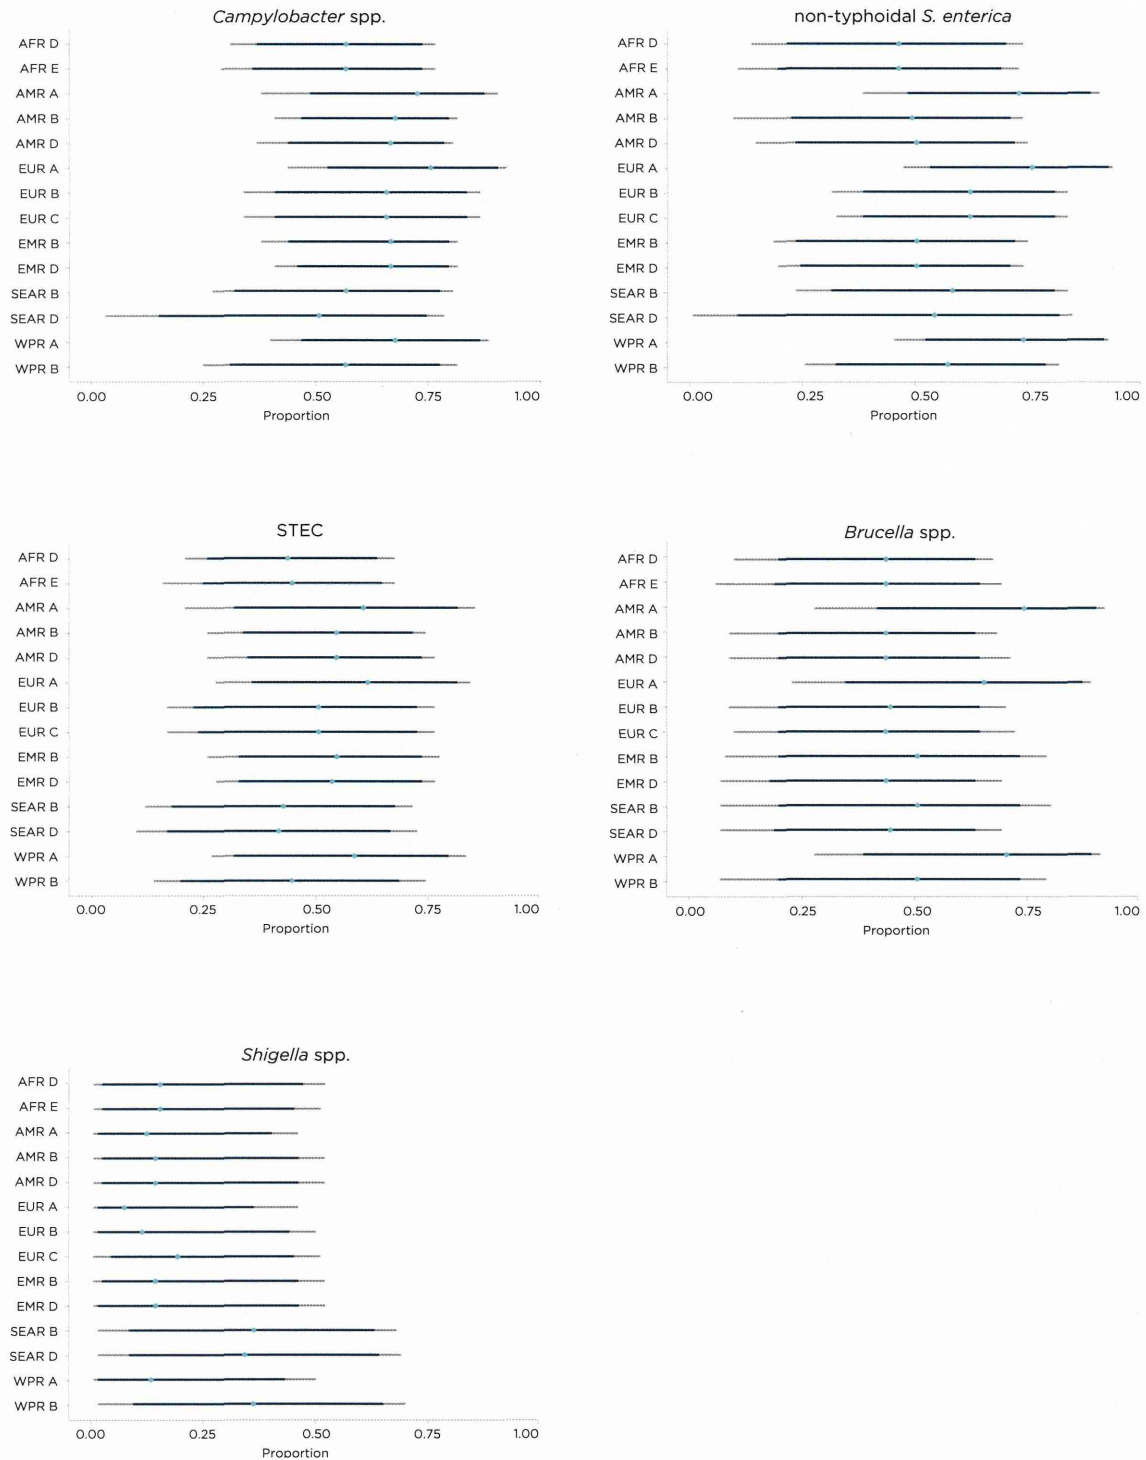 Campylobacter spp.
AFR D
AFR E
AMR A
AMR B
AMR D
EUR A
EUR B
EUR C
EMR B
EMR D
SEAR B
SEAR D
WPR A
WPR B
0.00 0.25 0.50 0.75 1.00
Proportion
non-typhoidal S. enterica
AFR D
AFR E
AMR A
AMR B
AMR D
EUR A
EUR B
EUR C
EMR B
EMR D
SEAR B
SEAR D
WPR A
WPR B
0.00 0.25 0.50 0.75 1.00
Proportion
STEC
AFR D
AFR E
AMR A
AMR B
AMR D
EUR A
EUR B
EUR C
EMR B
EMR D
SEAR B
SEAR D
WPR A
WPR B
0.00 0.25 0.50 0.75 1.00
Proportion
Brucella spp.
AFR D
AFR E
AMR A
AMR B
AMR D
EUR A
EUR B
EUR C
EMR B
EMR D
SEAR B
SEAR D
WPR A
WPR B
0.00 0.25 0.50 0.75 1.00
Proportion
Shigella spp.
AFR D
AFR E
AMR A
AMR B
AMR D
EUR A
EUR B
EUR C
EMR B
EMR D
SEAR B
SEAR D
WPR A
WPR B
0.00 0.25 0.50 0.75 1.00
Proportion